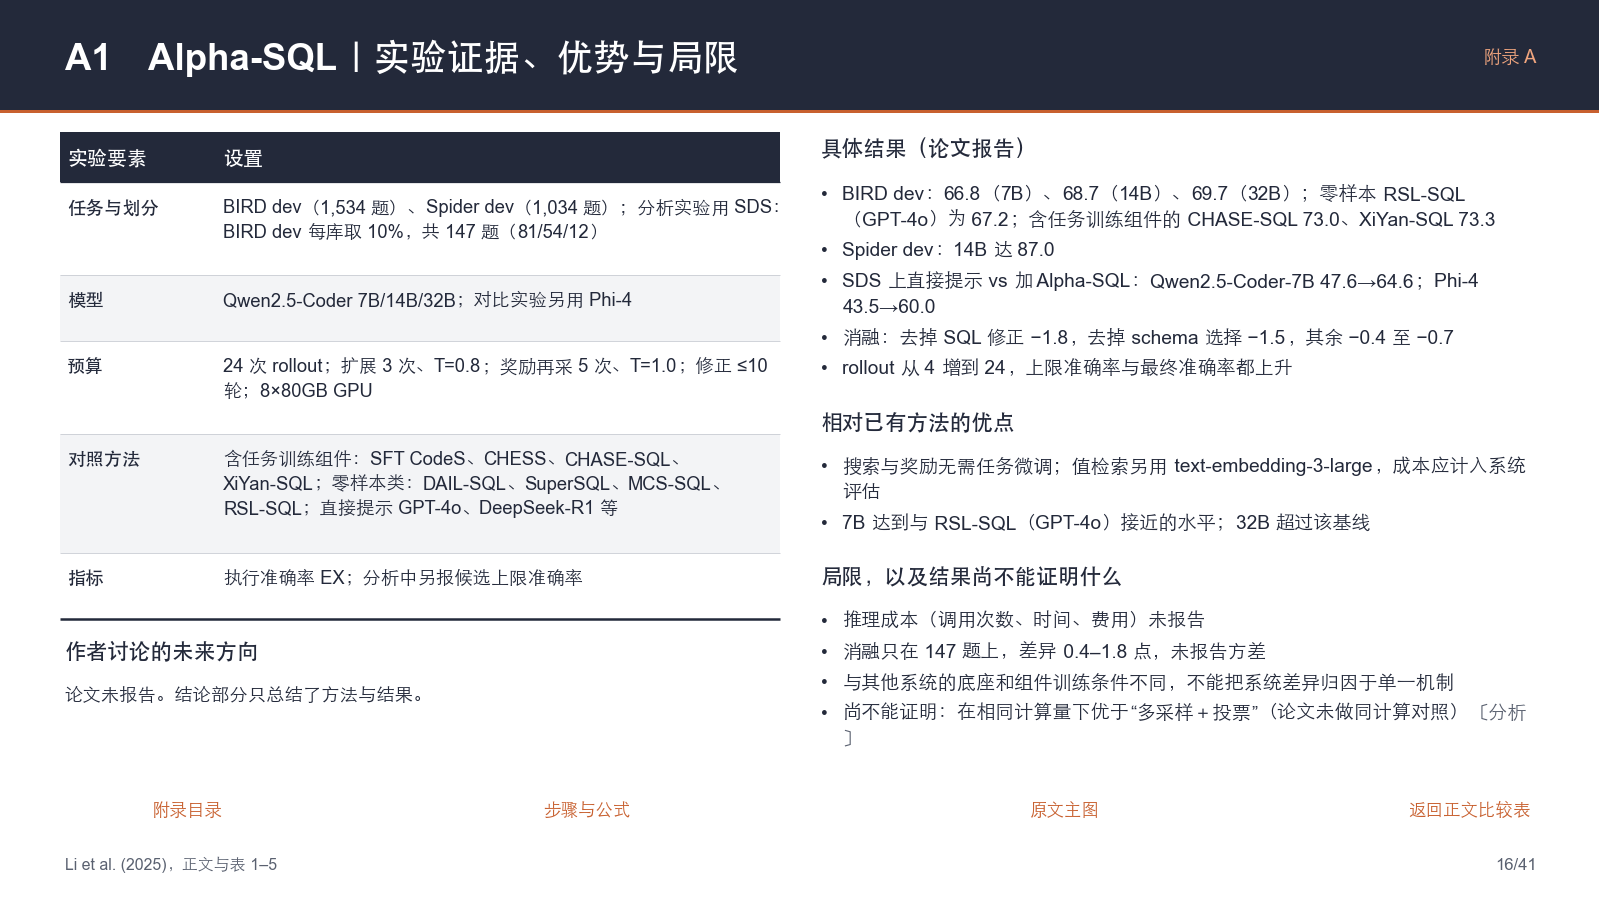 A1 Alpha-SQL | 实验证据、优势与局限
附录 A
实验要素 设置
任务与划分 BIRD dev（1,534 题）、Spider dev（1,034 题）；分析实验用 SDS：
BIRD dev 每库取 10%，共 147 题（81/54/12）
模型 Qwen2.5-Coder 7B/14B/32B；对比实验另用 Phi-4
预算 24 次 rollout；扩展 3 次、T=0.8；奖励再采 5 次、T=1.0；修正 ≤10
轮；8×80GB GPU
对照方法 含任务训练组件：SFT CodeS、CHESS、CHASE-SQL、
XiYan-SQL；零样本类：DAIL-SQL、SuperSQL、MCS-SQL、
RSL-SQL；直接提示 GPT-4o、DeepSeek-R1 等
指标 执行准确率 EX；分析中另报候选上限准确率
作者讨论的未来方向
论文未报告。结论部分只总结了方法与结果。
具体结果（论文报告）
• BIRD dev：66.8（7B）、68.7（14B）、69.7（32B）；零样本 RSL-SQL
（GPT-4o）为 67.2；含任务训练组件的 CHASE-SQL 73.0、XiYan-SQL 73.3
• Spider dev：14B 达 87.0
• SDS 上直接提示 vs 加 Alpha-SQL：Qwen2.5-Coder-7B 47.6→64.6；Phi-4
43.5→60.0
• 消融：去掉 SQL 修正 −1.8，去掉 schema 选择 −1.5，其余 −0.4 至 −0.7
• rollout 从 4 增到 24，上限准确率与最终准确率都上升
相对已有方法的优点
• 搜索与奖励无需任务微调；值检索另用 text-embedding-3-large，成本应计入系统
评估
• 7B 达到与 RSL-SQL（GPT-4o）接近的水平；32B 超过该基线
局限，以及结果尚不能证明什么
• 推理成本（调用次数、时间、费用）未报告
• 消融只在 147 题上，差异 0.4–1.8 点，未报告方差
• 与其他系统的底座和组件训练条件不同，不能把系统差异归因于单一机制
• 尚不能证明：在相同计算量下优于“多采样＋投票”（论文未做同计算对照）〔分析
〕
附录目录
步骤与公式
原文主图
返回正文比较表
Li et al. (2025)，正文与表 1–5
16/41